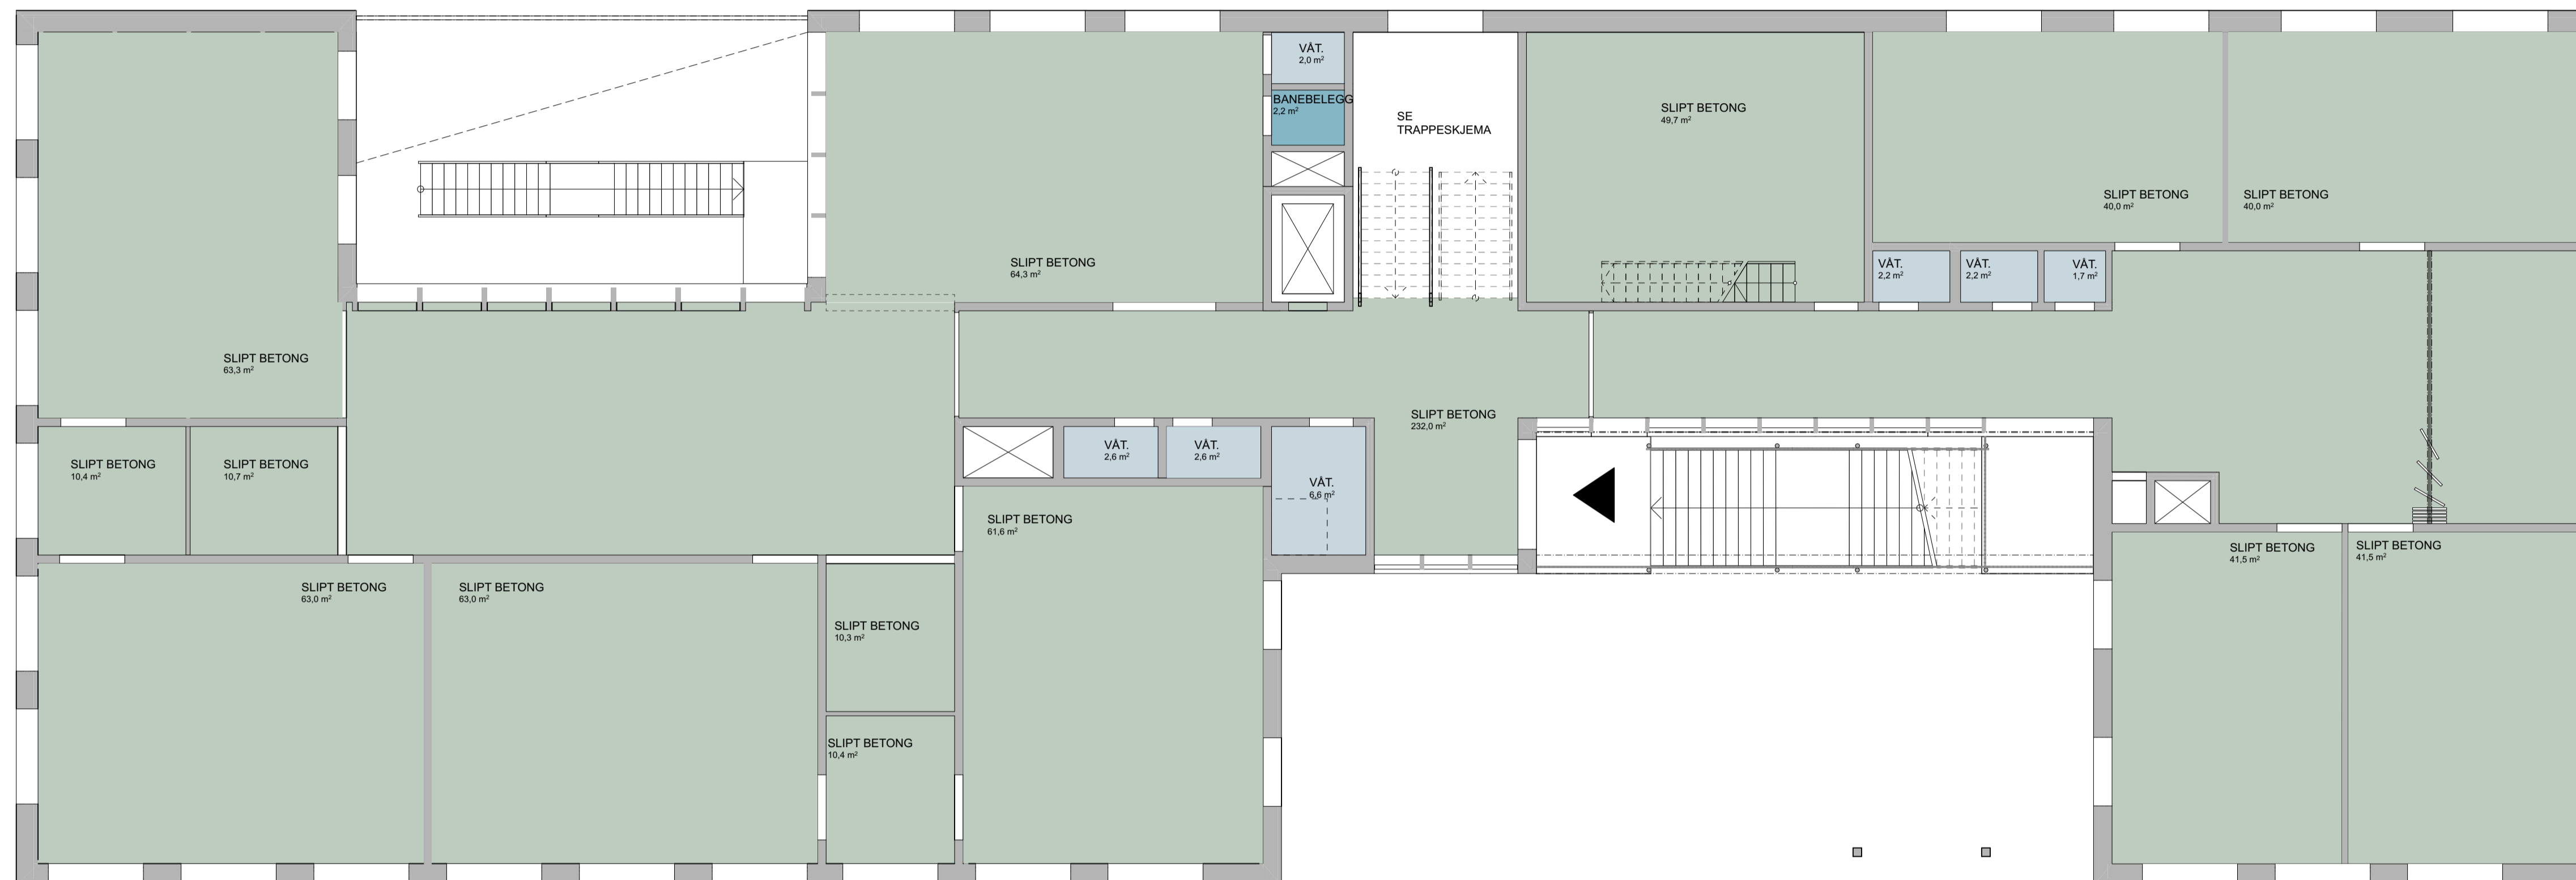 VÅT.
2,0 m²
BANEBELEGG
2,2 m²
SE
TRAPPESKJEMA
SLIPT BETONG
49,7 m²
SLIPT BETONG
40,0 m²
SLIPT BETONG
40,0 m²
SLIPT BETONG
64,3 m²
VÅT.
2,2 m²
VÅT.
2,2 m²
VÅT.
1,7 m²
SLIPT BETONG
63,3 m²
SLIPT BETONG
232,0 m²
SLIPT BETONG
10,4 m²
SLIPT BETONG
10,7 m²
VÅT.
2,6 m²
VÅT.
2,6 m²
VÅT.
6,6 m²
SLIPT BETONG
61,6 m²
SLIPT BETONG
41,5 m²
SLIPT BETONG
41,5 m²
SLIPT BETONG
63,0 m²
SLIPT BETONG
63,0 m²
SLIPT BETONG
10,3 m²
SLIPT BETONG
10,4 m²